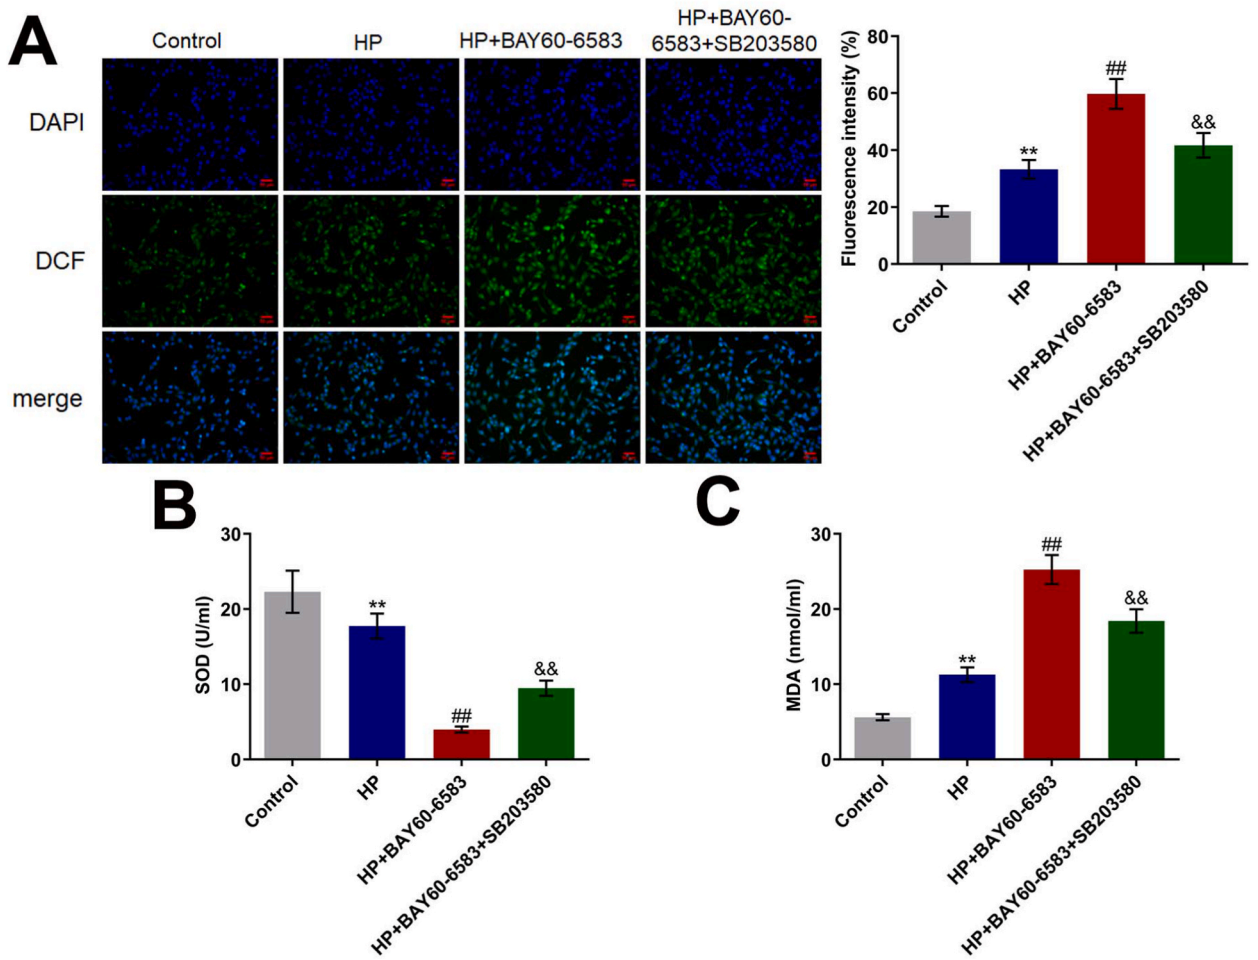 A
Control
HP
HP+BAY60-6583
HP+BAY60-
6583+SB203580
DAPI
DCF
merge
Fluorescence intensity (%)
80
60
40
20
0
**
##
&&
Control
HP
HP+BAY60-6583
HP+BAY60-6583+SB203580
B
SOD (U/ml)
30
20
10
0
**
##
&&
Control
HP
HP+BAY60-6583
HP+BAY60-6583+SB203580
C
MDA (nmol/ml)
30
20
10
0
**
##
&&
Control
HP
HP+BAY60-6583
HP+BAY60-6583+SB203580